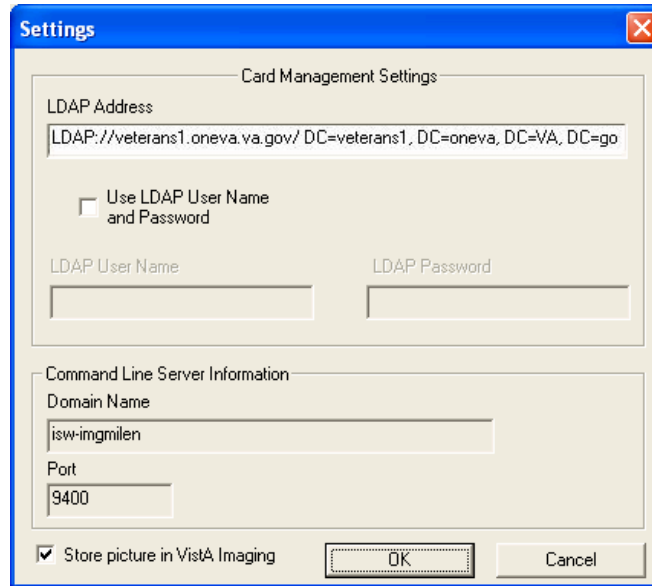 Settings
Card Management Settings
LDAP Address
LDAP://veterans1.oneva.va.gov/ DC=veterans1, DC=oneva, DC=VA, DC=go
Use LDAP User Name
and Password
LDAP User Name LDAP Password
Command Line Server Information
Domain Name
isw-imgmilen
Port
9400
Store picture in VistA Imaging OK Cancel